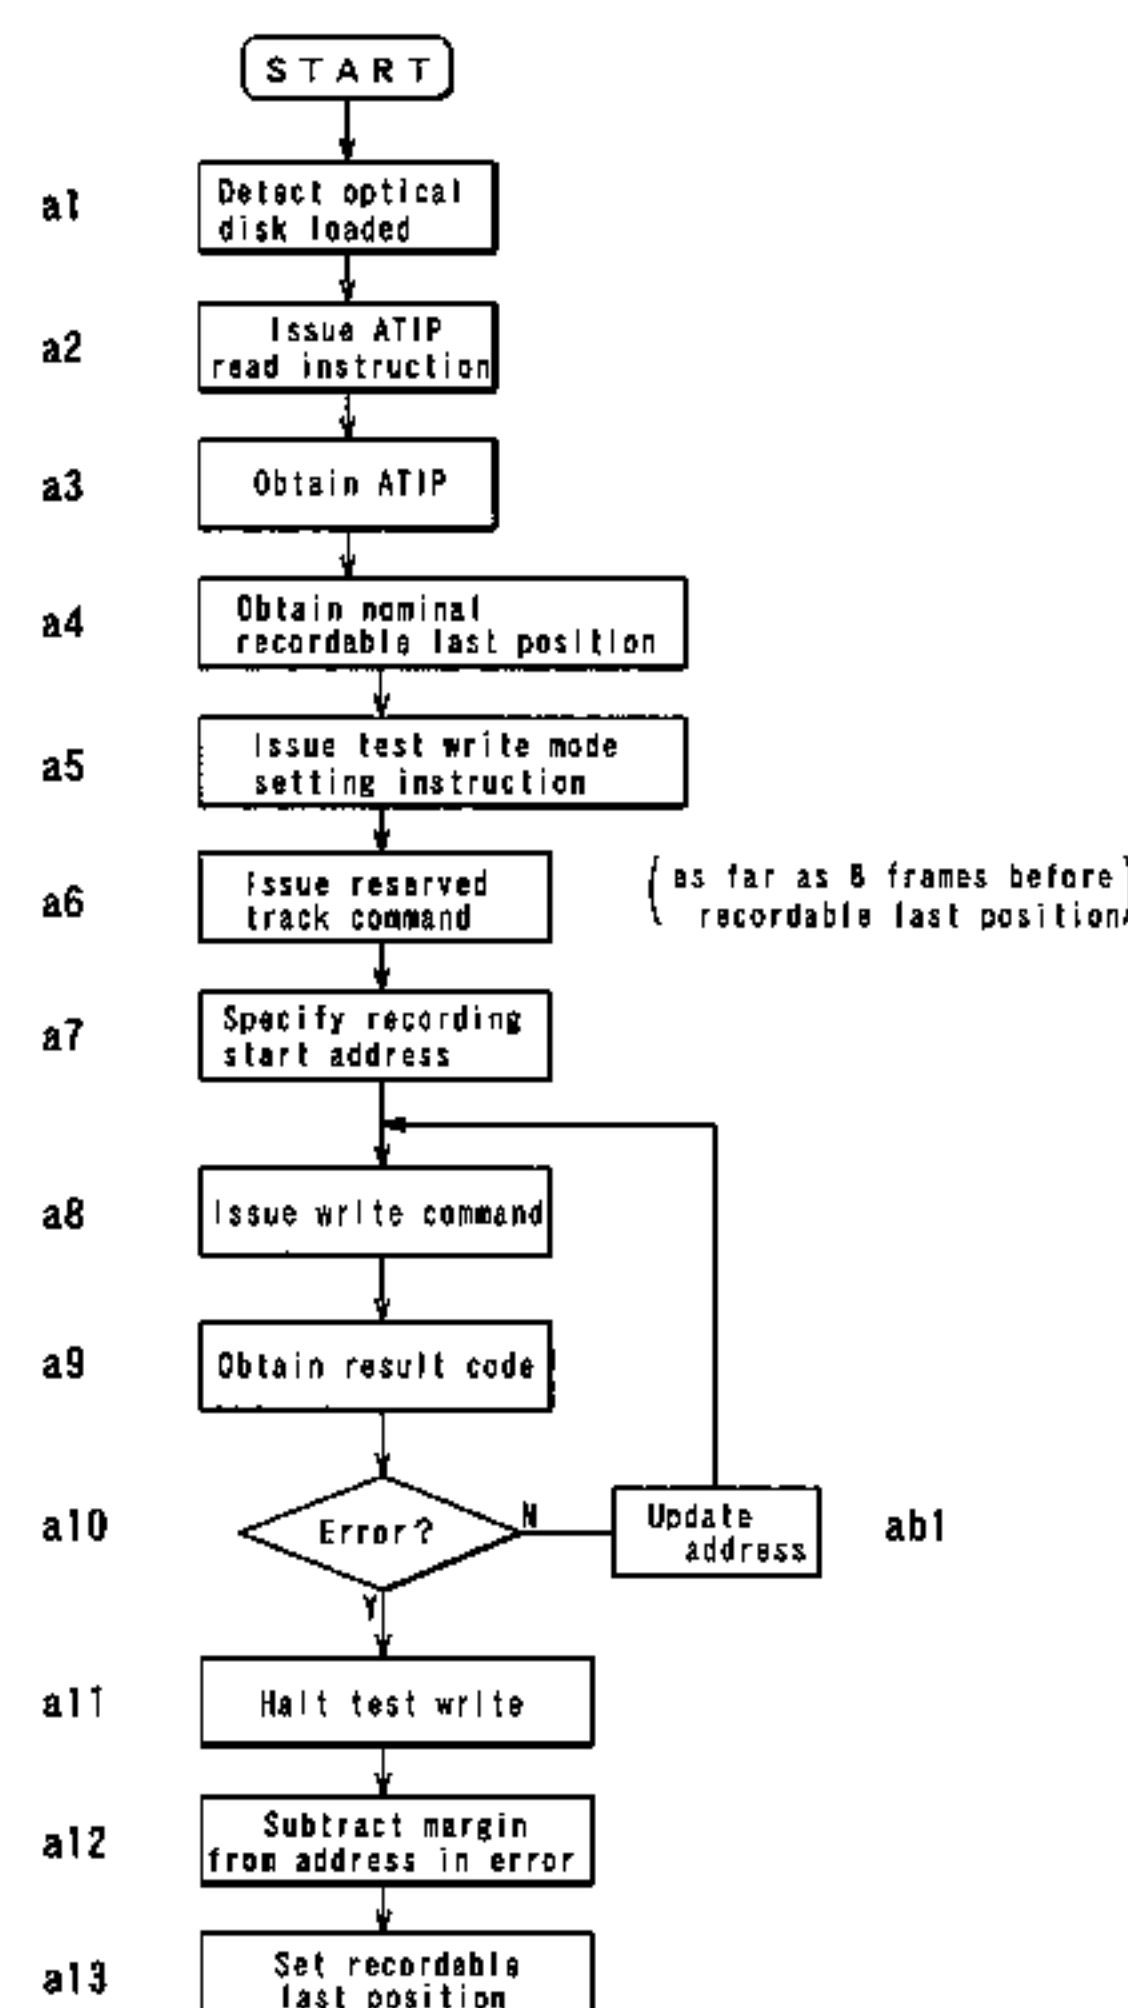 START
a1
Detect optical
disk loaded
a2
Issue ATIP
read instruction
a3
Obtain ATIP
a4
Obtain nominal
recordable last position
a5
Issue test write mode
setting instruction
a6
Issue reserved
track command
(as far as 8 frames before
recordable last position)
a7
Specify recording
start address
a8
Issue write command
a9
Obtain result code
a10
Error?
N
Update
address
ab1
Y
a11
Halt test write
a12
Subtract margin
from address in error
a13
Set recordable
last position